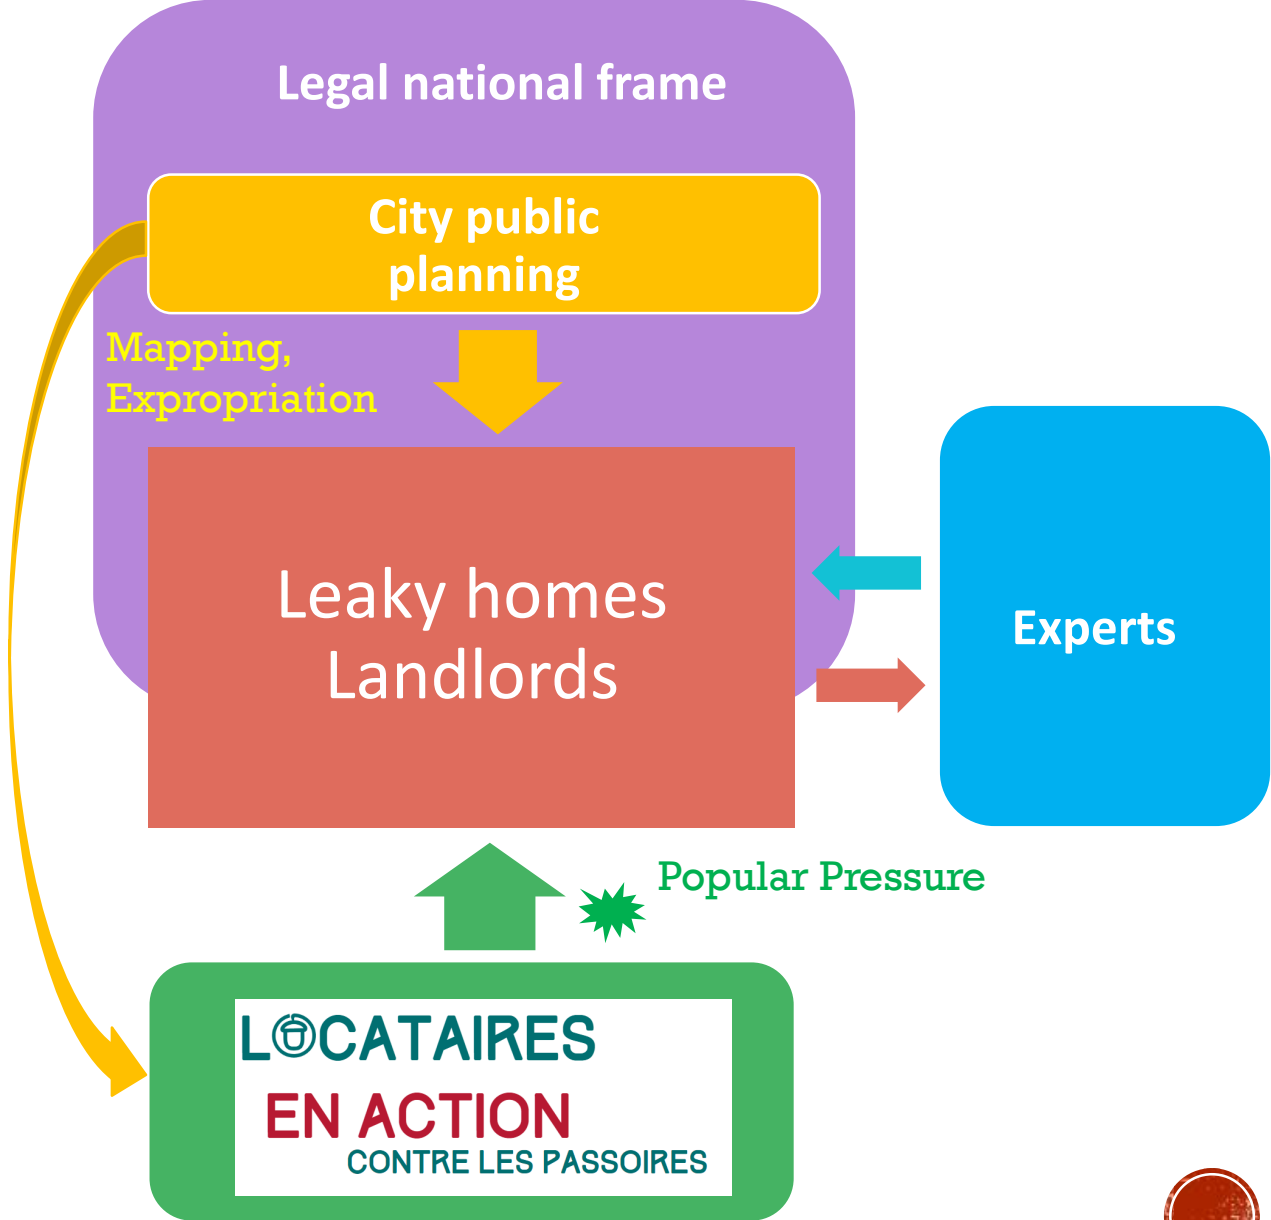 Legal national frame
City public
planning
Mapping,
Expropriation
Leaky homes
Landlords
Experts
Popular Pressure
LOCATAIRES
EN ACTION
CONTRE LES PASSOIRES